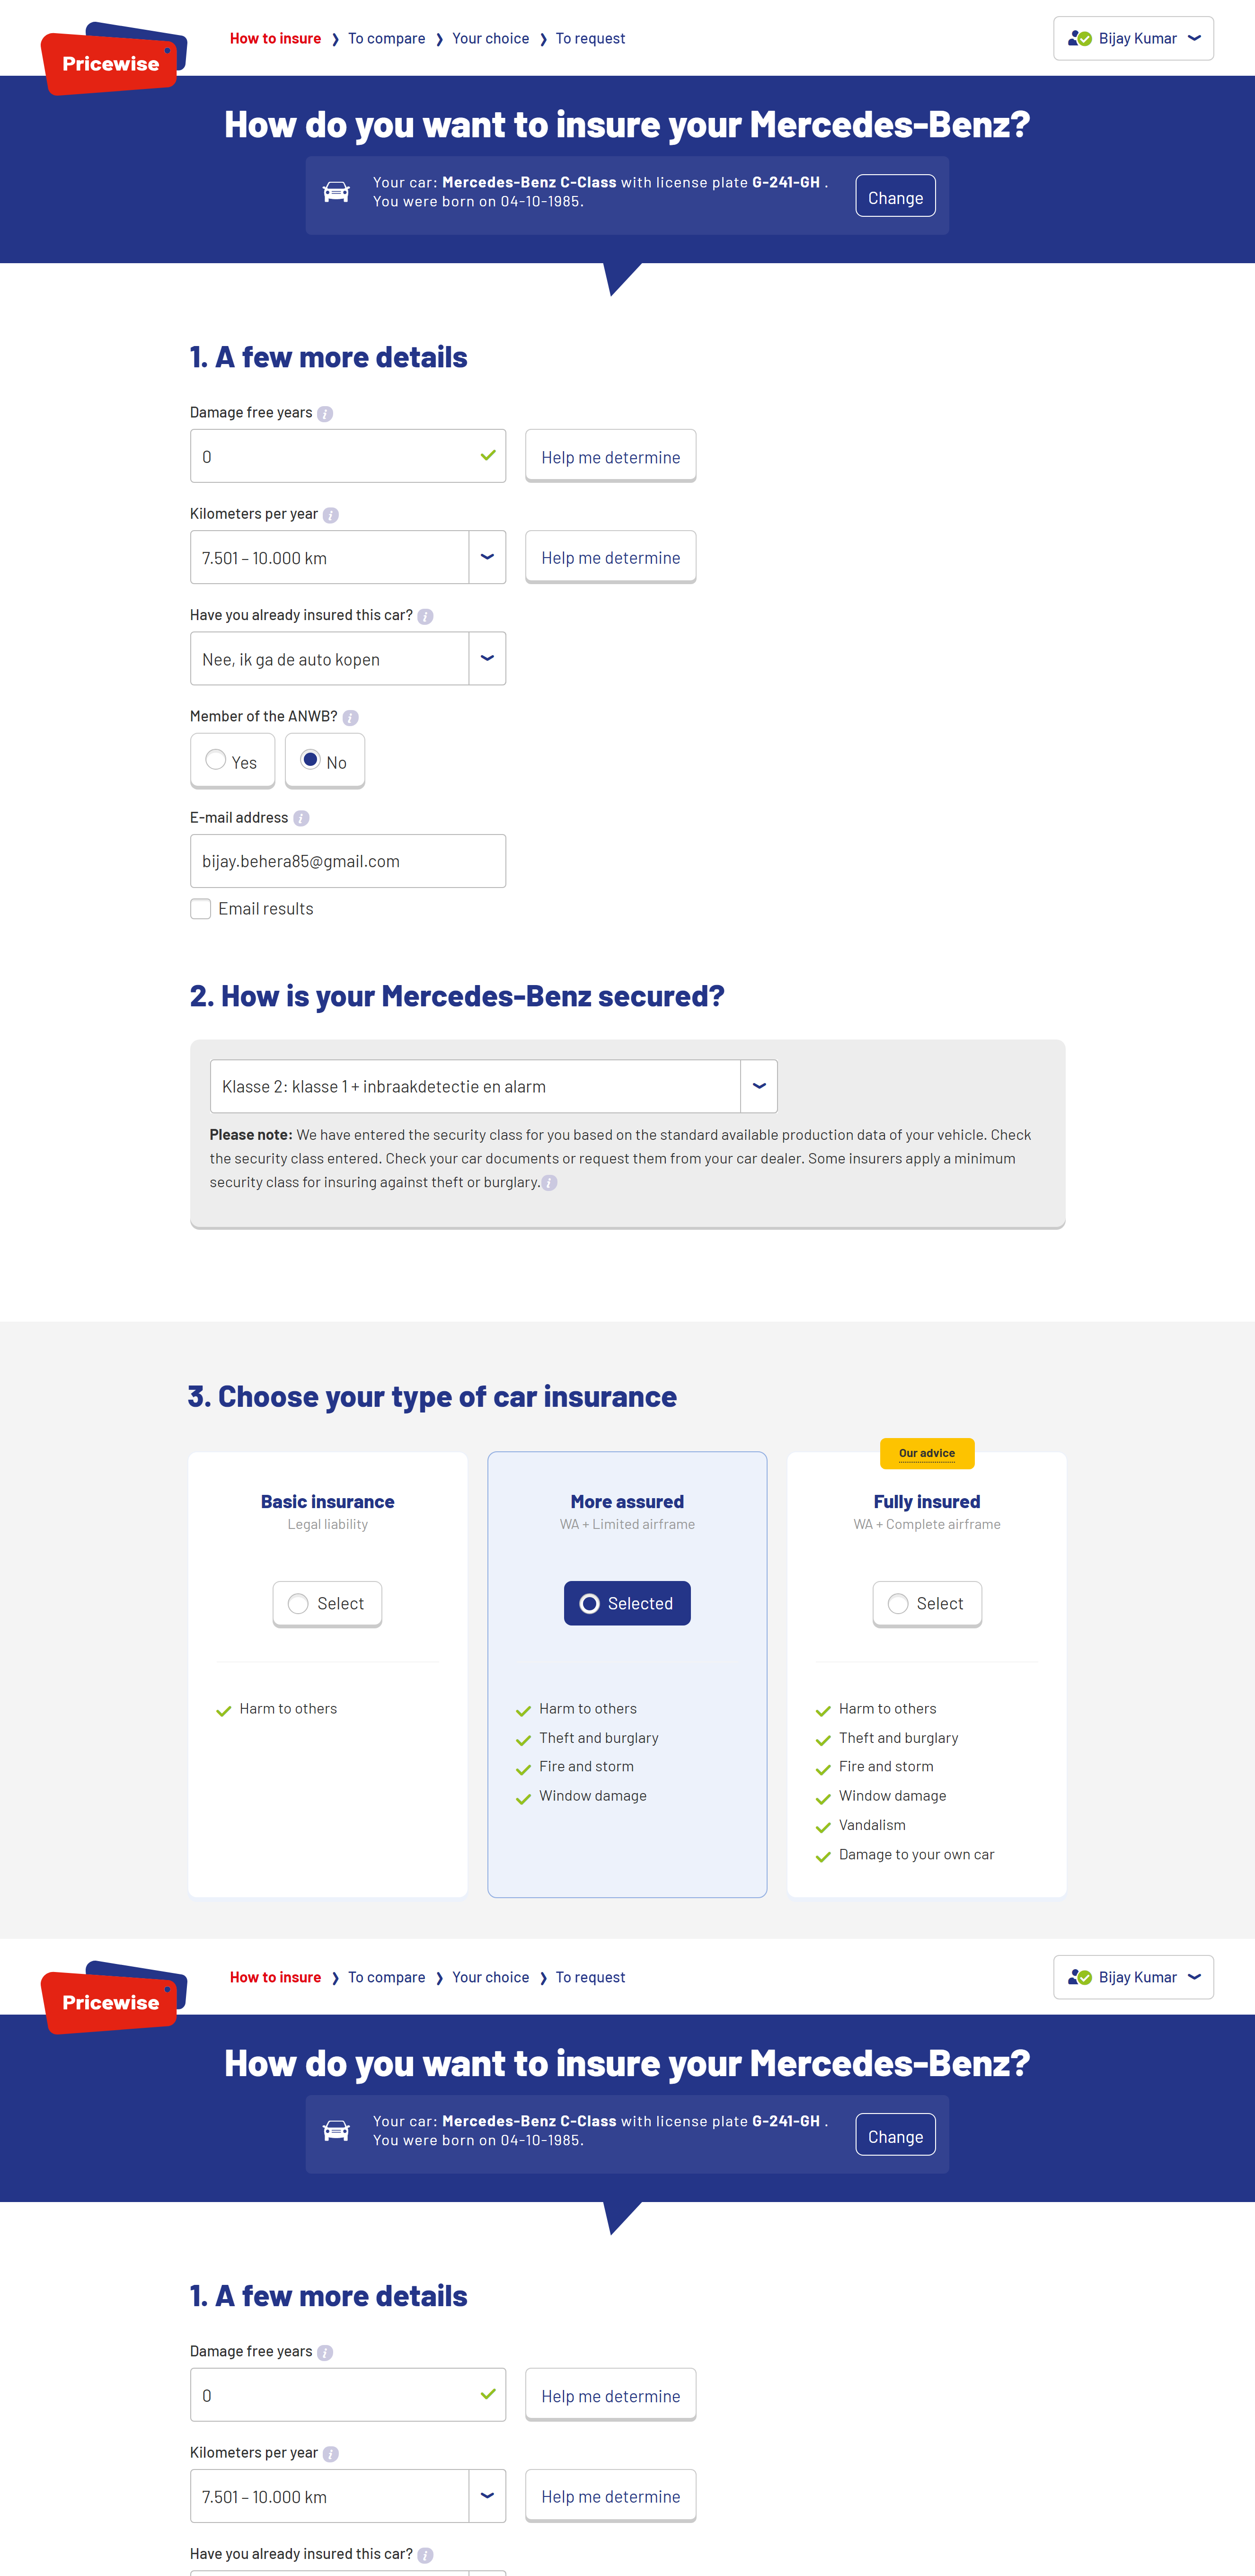 Pricewise
How to insure › To compare › Your choice › To request
Bijay Kumar
How do you want to insure your Mercedes-Benz?
Your car: Mercedes-Benz C-Class with license plate G-241-GH .
You were born on 04-10-1985.
Change
1. A few more details
Damage free years i
0
Help me determine
Kilometers per year i
7.501 – 10.000 km
Help me determine
Have you already insured this car? i
Nee, ik ga de auto kopen
Member of the ANWB? i
Yes No
E-mail address i
bijay.behera85@gmail.com
Email results
2. How is your Mercedes-Benz secured?
Klasse 2: klasse 1 + inbraakdetectie en alarm
Please note: We have entered the security class for you based on the standard available production data of your vehicle. Check
the security class entered. Check your car documents or request them from your car dealer. Some insurers apply a minimum
security class for insuring against theft or burglary. i
3. Choose your type of car insurance
Basic insurance
Legal liability
Select
Harm to others
More assured
WA + Limited airframe
Selected
Harm to others
Theft and burglary
Fire and storm
Window damage
Our advice
Fully insured
WA + Complete airframe
Select
Harm to others
Theft and burglary
Fire and storm
Window damage
Vandalism
Damage to your own car
Pricewise
How to insure › To compare › Your choice › To request
Bijay Kumar
How do you want to insure your Mercedes-Benz?
Your car: Mercedes-Benz C-Class with license plate G-241-GH .
You were born on 04-10-1985.
Change
1. A few more details
Damage free years i
0
Help me determine
Kilometers per year i
7.501 – 10.000 km
Help me determine
Have you already insured this car? i